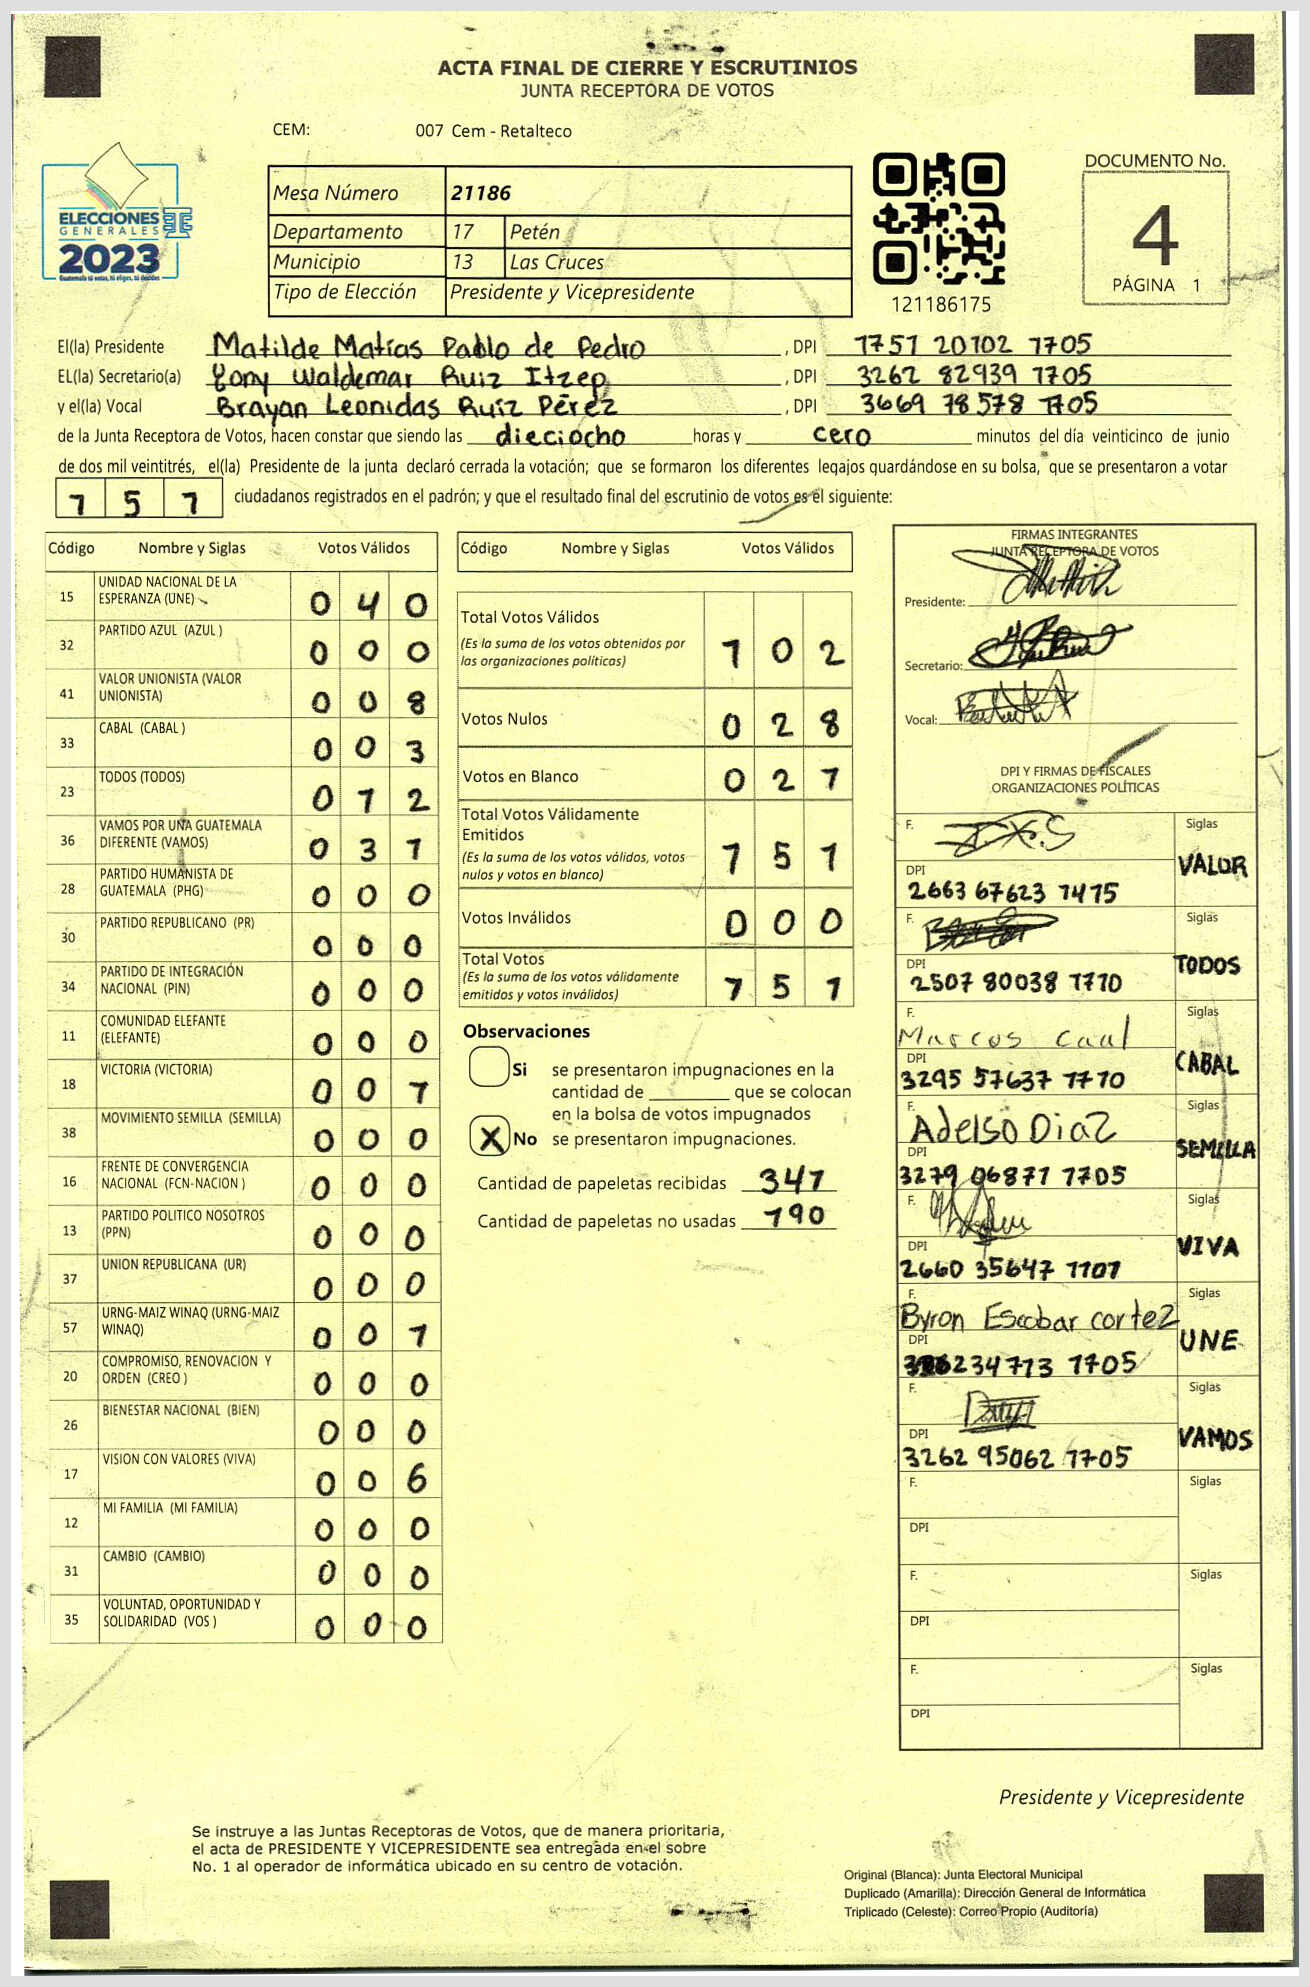 ACTA FINAL DE CIERRE Y ESCRUTINIOS
JUNTA RECEPTORA DE VOTOS
CEM: 007 Cem - Retalteco
ELECCIONES
GENERALES
2023
Guatemala tú votas, tú eliges, tú decides
TSE
Mesa Número 21186
Departamento 17 Petén
Municipio 13 Las Cruces
Tipo de Elección Presidente y Vicepresidente
121186175
DOCUMENTO No.
4
PÁGINA 1
El(la) Presidente Matilde Matías Pablo de Pedro, DPI 1751 20102 1705
EL(la) Secretario(a) Yony Waldemar Ruiz Itzep, DPI 3262 82939 1705
y el(la) Vocal Brayan Leonidas Ruiz Pérez, DPI 3669 18518 1705
de la Junta Receptora de Votos, hacen constar que siendo las dieciocho horas y cero minutos del día veinticinco de junio
de dos mil veintitrés, el(la) Presidente de la junta declaró cerrada la votación; que se formaron los diferentes legajos guardándose en su bolsa, que se presentaron a votar
1 5 7 ciudadanos registrados en el padrón; y que el resultado final del escrutinio de votos es el siguiente:
Código Nombre y Siglas Votos Válidos
15 UNIDAD NACIONAL DE LA ESPERANZA (UNE) 0 4 0
32 PARTIDO AZUL (AZUL ) 0 0 0
41 VALOR UNIONISTA (VALOR UNIONISTA) 0 0 8
33 CABAL (CABAL ) 0 0 3
23 TODOS (TODOS) 0 1 2
36 VAMOS POR UNA GUATEMALA DIFERENTE (VAMOS) 0 3 1
28 PARTIDO HUMANISTA DE GUATEMALA (PHG) 0 0 0
30 PARTIDO REPUBLICANO (PR) 0 0 0
34 PARTIDO DE INTEGRACIÓN NACIONAL (PIN) 0 0 0
11 COMUNIDAD ELEFANTE (ELEFANTE) 0 0 0
18 VICTORIA (VICTORIA) 0 0 1
38 MOVIMIENTO SEMILLA (SEMILLA) 0 0 0
16 FRENTE DE CONVERGENCIA NACIONAL (FCN-NACION ) 0 0 0
13 PARTIDO POLITICO NOSOTROS (PPN) 0 0 0
37 UNION REPUBLICANA (UR) 0 0 0
57 URNG-MAIZ WINAQ (URNG-MAIZ WINAQ) 0 0 1
20 COMPROMISO, RENOVACION Y ORDEN (CREO ) 0 0 0
26 BIENESTAR NACIONAL (BIEN) 0 0 0
17 VISION CON VALORES (VIVA) 0 0 6
12 MI FAMILIA (MI FAMILIA) 0 0 0
31 CAMBIO (CAMBIO) 0 0 0
35 VOLUNTAD, OPORTUNIDAD Y SOLIDARIDAD (VOS ) 0 0 0
Código Nombre y Siglas Votos Válidos
Total Votos Válidos 1 0 2
(Es la suma de los votos obtenidos por
las organizaciones políticas)
Votos Nulos 0 2 8
Votos en Blanco 0 2 7
Total Votos Válidamente
Emitidos 1 5 7
(Es la suma de los votos válidos, votos
nulos y votos en blanco)
Votos Inválidos 0 0 0
Total Votos 1 5 7
(Es la suma de los votos válidamente
emitidos y votos inválidos)
Observaciones
Si se presentaron impugnaciones en la
cantidad de ________ que se colocan
en la bolsa de votos impugnados
X No se presentaron impugnaciones.
Cantidad de papeletas recibidas 347
Cantidad de papeletas no usadas 190
FIRMAS INTEGRANTES
JUNTA RECEPTORA DE VOTOS
Presidente:
Secretario:
Vocal:
DPI Y FIRMAS DE FISCALES
ORGANIZACIONES POLÍTICAS
F. Siglas
VALOR
DPI
2663 67623 1415
F. Siglas
TODOS
DPI
2507 80038 1710
F. Marcos Caal Siglas
CABAL
DPI
3295 57637 1710
F. Adelso Diaz Siglas
SEMILLA
DPI
3279 06871 1705
F. Siglas
VIVA
DPI
2660 35647 1101
F. Byron Escobar cortez Siglas
UNE
DPI
1705
F. Siglas
VAMOS
DPI
3262 95062 1705
F. Siglas
DPI
F. Siglas
DPI
F. Siglas
DPI
Presidente y Vicepresidente
Se instruye a las Juntas Receptoras de Votos, que de manera prioritaria,
el acta de PRESIDENTE Y VICEPRESIDENTE sea entregada en el sobre
No. 1 al operador de informática ubicado en su centro de votación.
Original (Blanca): Junta Electoral Municipal
Duplicado (Amarilla): Dirección General de Informática
Triplicado (Celeste): Correo Propio (Auditoría)